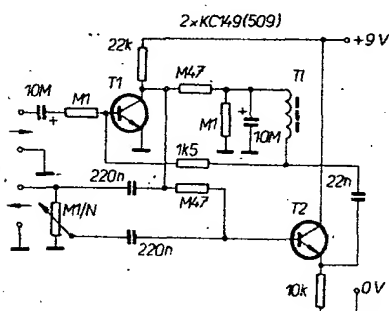 2×KC149(509)
22k
+9V
T1
M47
Tl
10M
M1
M1
10M
1k5
220n
M47
22n
M1/N
T2
220n
10k
0V